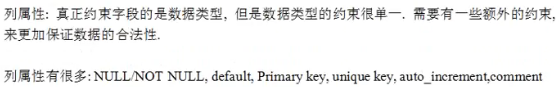 列属性: 真正约束字段的是数据类型, 但是数据类型的约束很单一. 需要有一些额外的约束,
来更加保证数据的合法性.
列属性有很多: NULL/NOT NULL, default, Primary key, unique key, auto_increment,comment